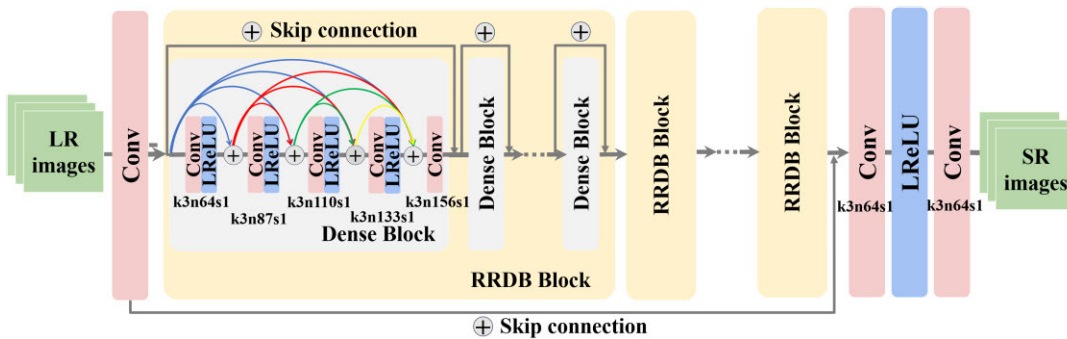 Skip connection
LR
images
Conv
Conv
LReLU
Conv
LReLU
Conv
LReLU
Conv
LReLU
Conv
k3n64s1
k3n87s1
k3n110s1
k3n133s1
k3n156s1
Dense Block
Dense Block
Dense Block
RRDB Block
RRDB Block
RRDB Block
Conv
LReLU
Conv
k3n64s1
k3n64s1
SR
images
Skip connection